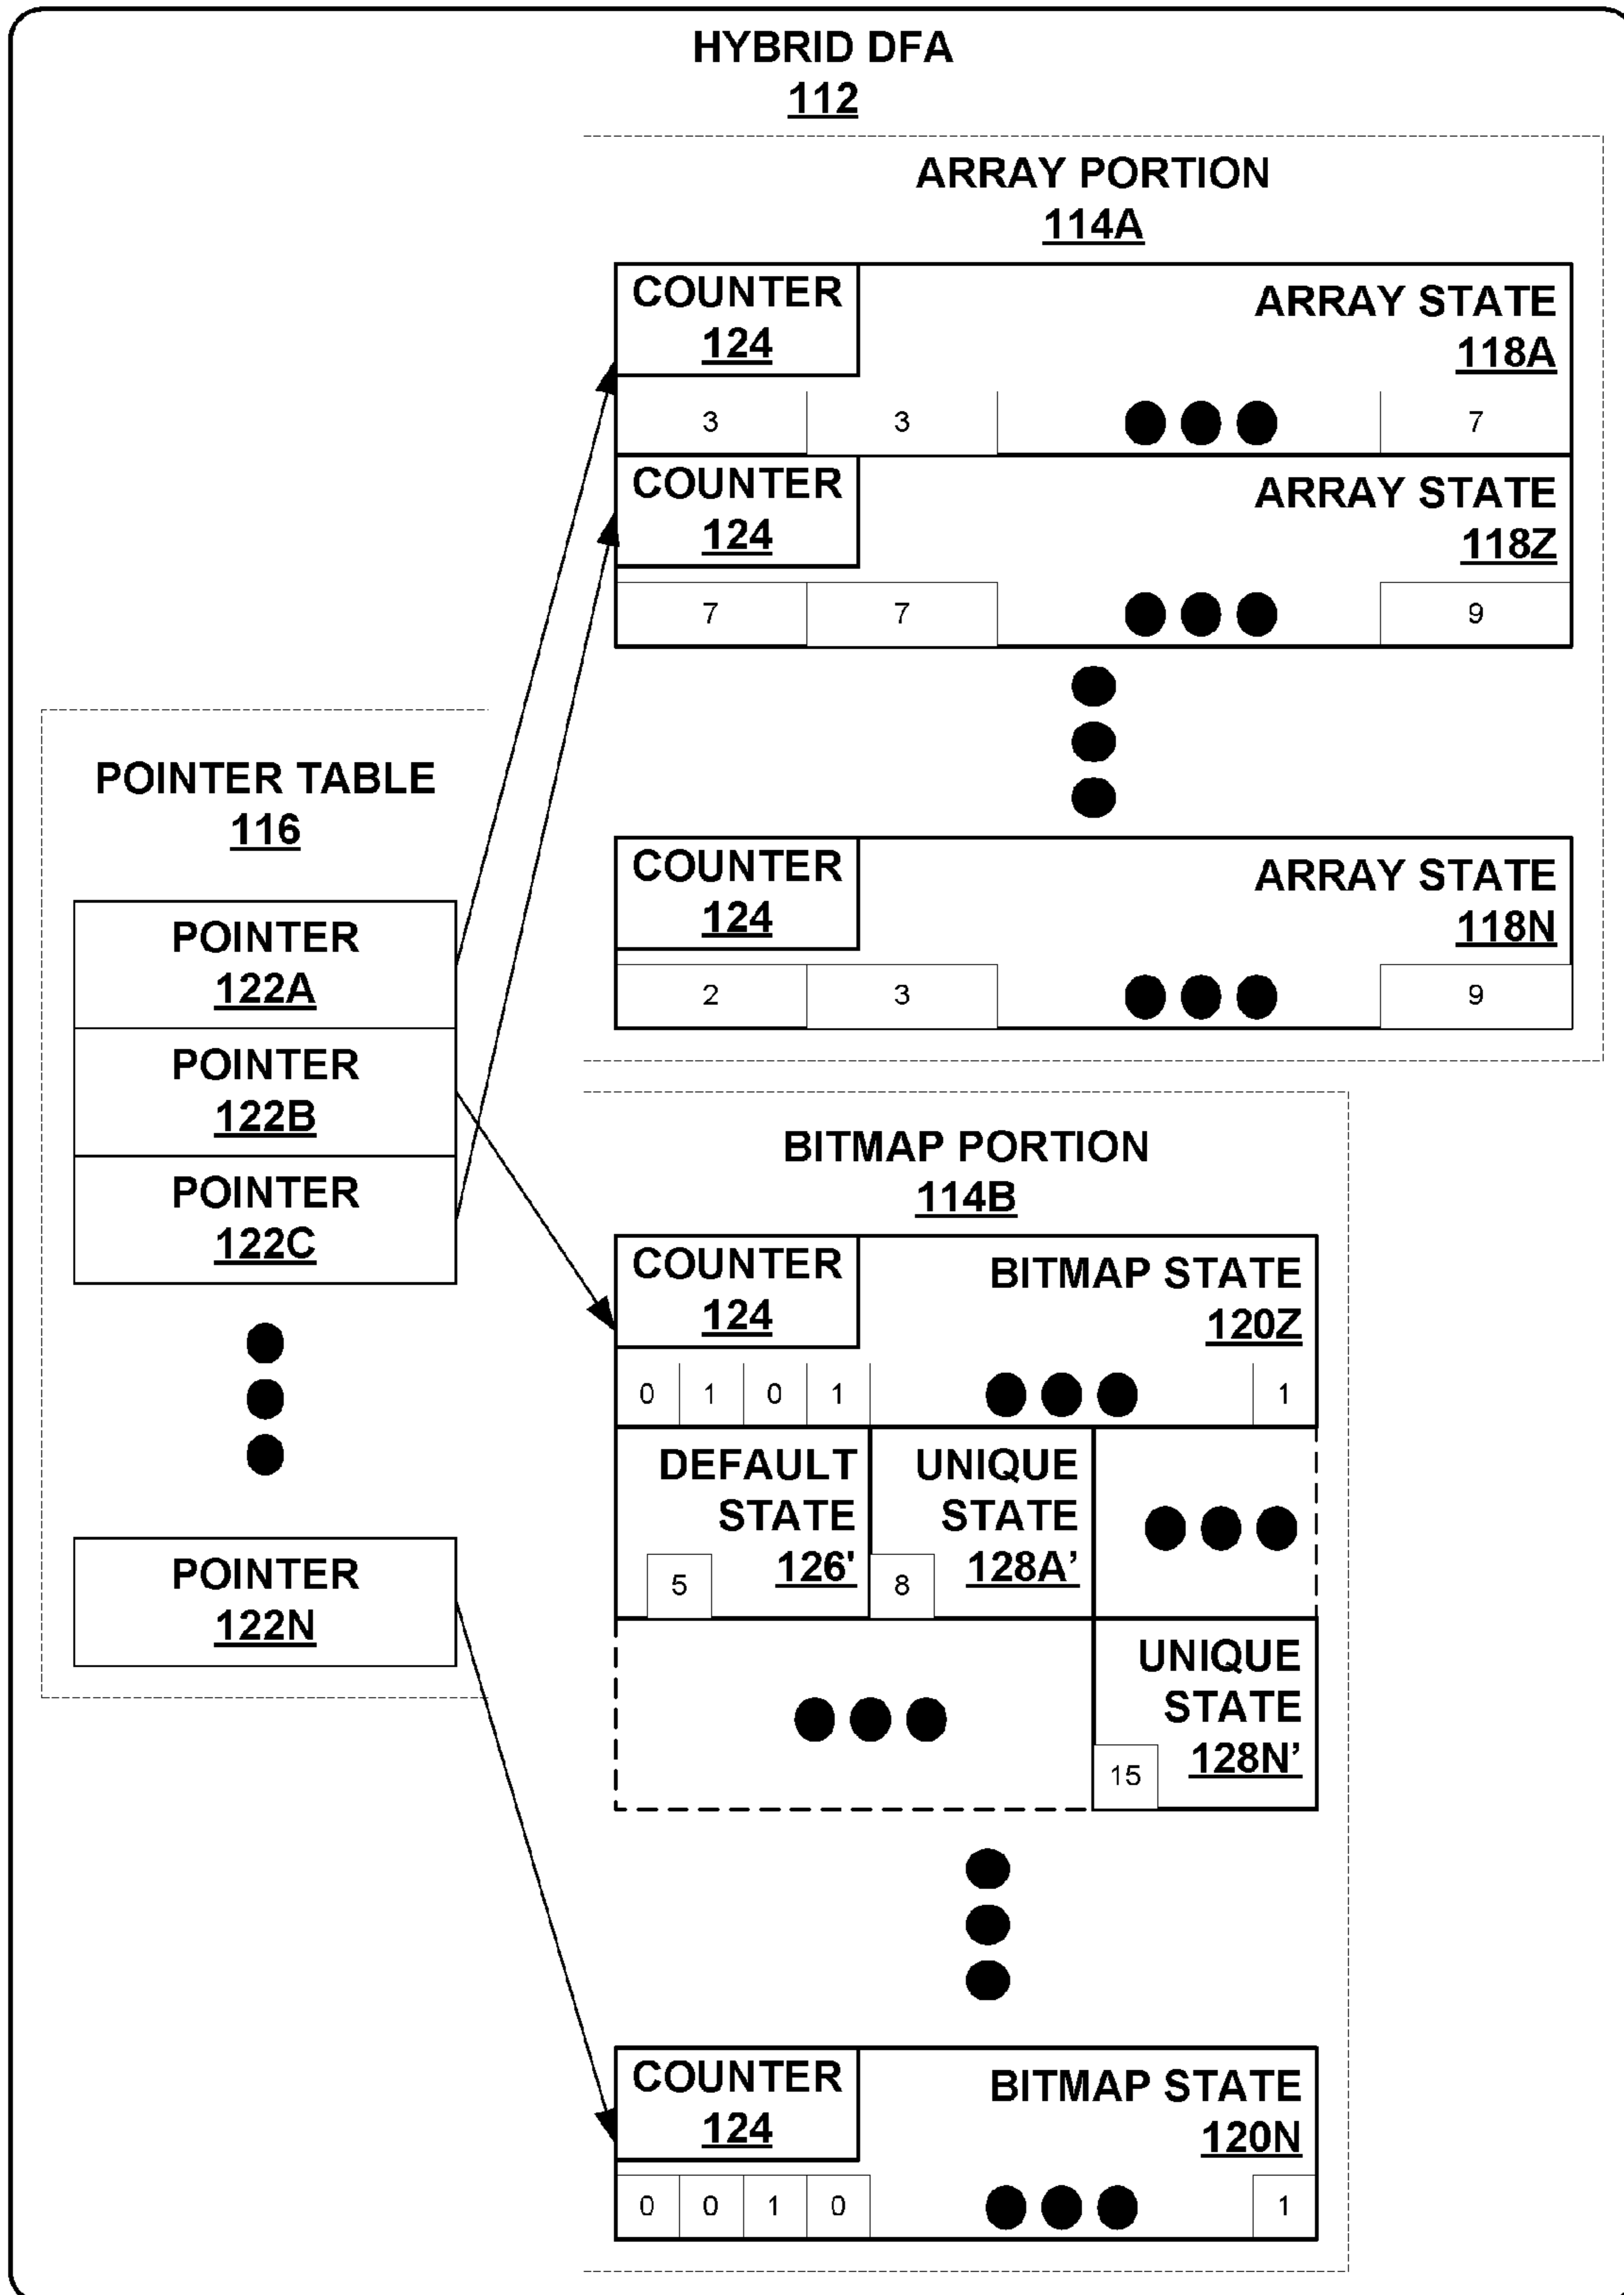 HYBRID DFA
112
ARRAY PORTION
114A
COUNTER
124
ARRAY STATE
118A
3 3 7
COUNTER
124
ARRAY STATE
118Z
7 7 9
COUNTER
124
ARRAY STATE
118N
2 3 9
POINTER TABLE
116
POINTER
122A
POINTER
122B
POINTER
122C
POINTER
122N
BITMAP PORTION
114B
COUNTER
124
BITMAP STATE
120Z
0 1 0 1 1
DEFAULT
STATE
126'
5
UNIQUE
STATE
128A’
8
UNIQUE
STATE
128N’
15
COUNTER
124
BITMAP STATE
120N
0 0 1 0 1